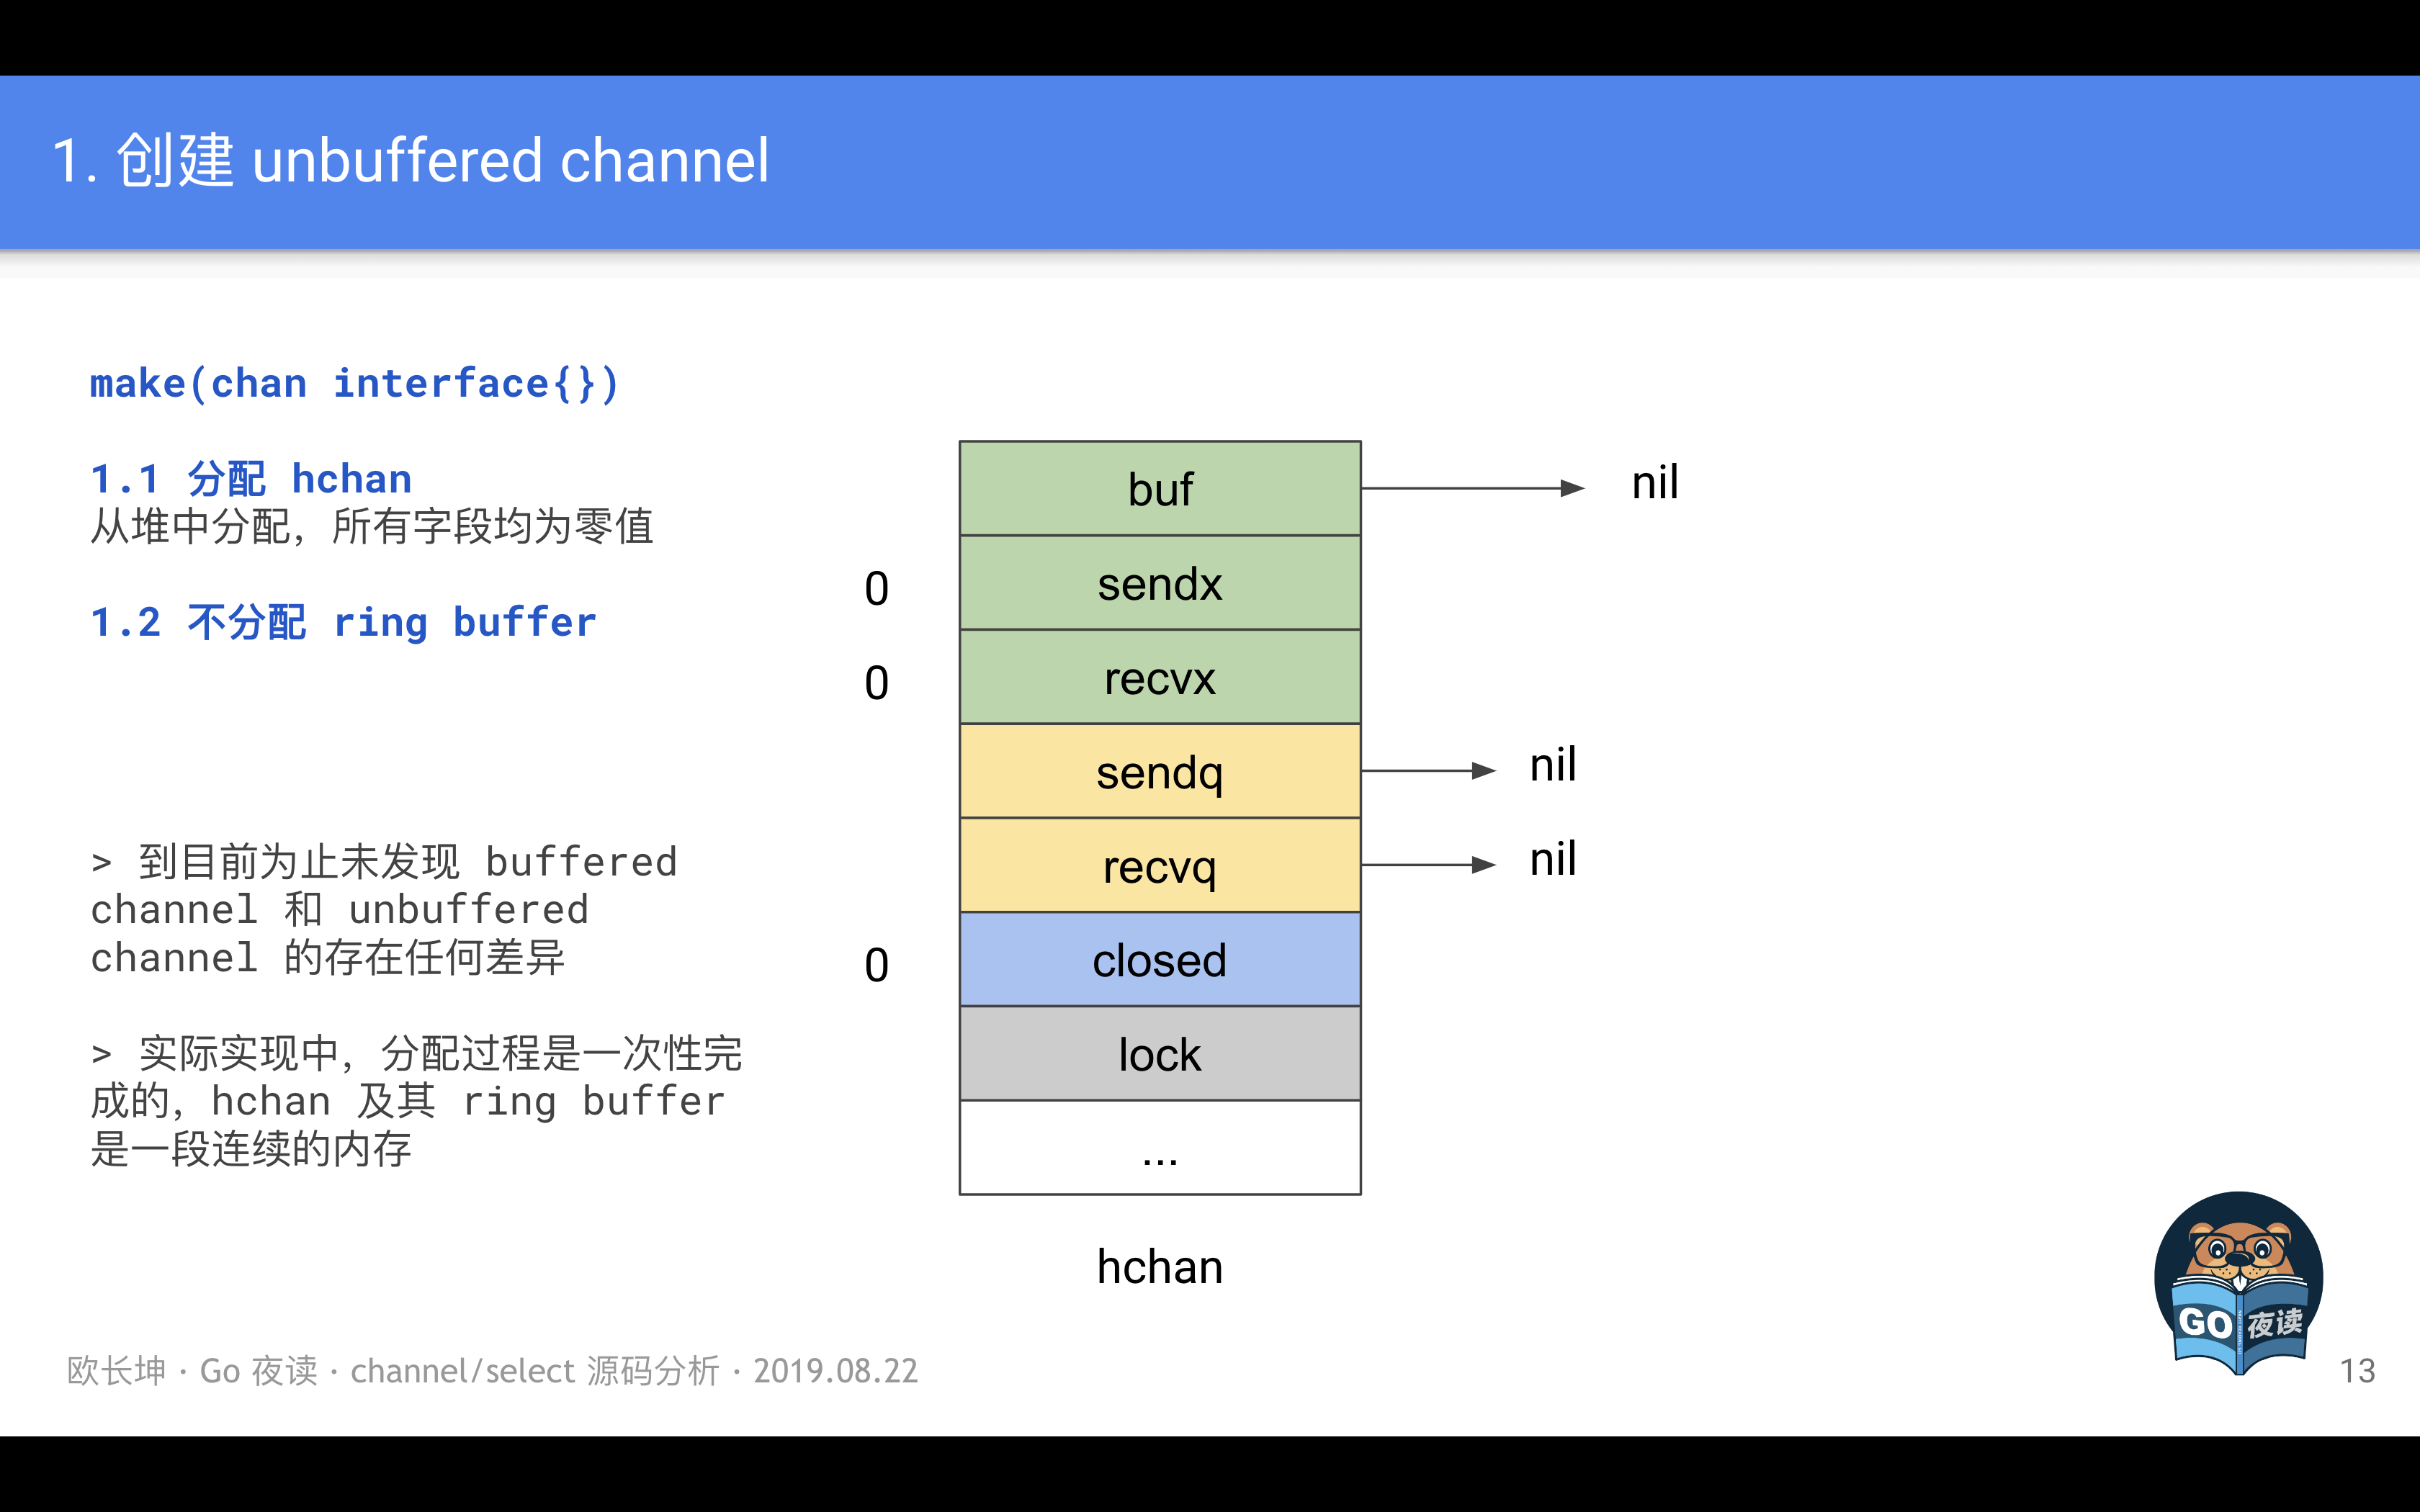 1. 创建 unbuffered channel
make(chan interface{})
1.1 分配 hchan
从堆中分配，所有字段均为零值
1.2 不分配 ring buffer
> 到目前为止未发现 buffered
channel 和 unbuffered
channel 的存在任何差异
> 实际实现中，分配过程是一次性完
成的，hchan 及其 ring buffer
是一段连续的内存
buf
nil
0
sendx
0
recvx
sendq
nil
recvq
nil
0
closed
lock
...
hchan
GO 夜读
欧长坤 · Go 夜读 · channel/select 源码分析 · 2019.08.22
13